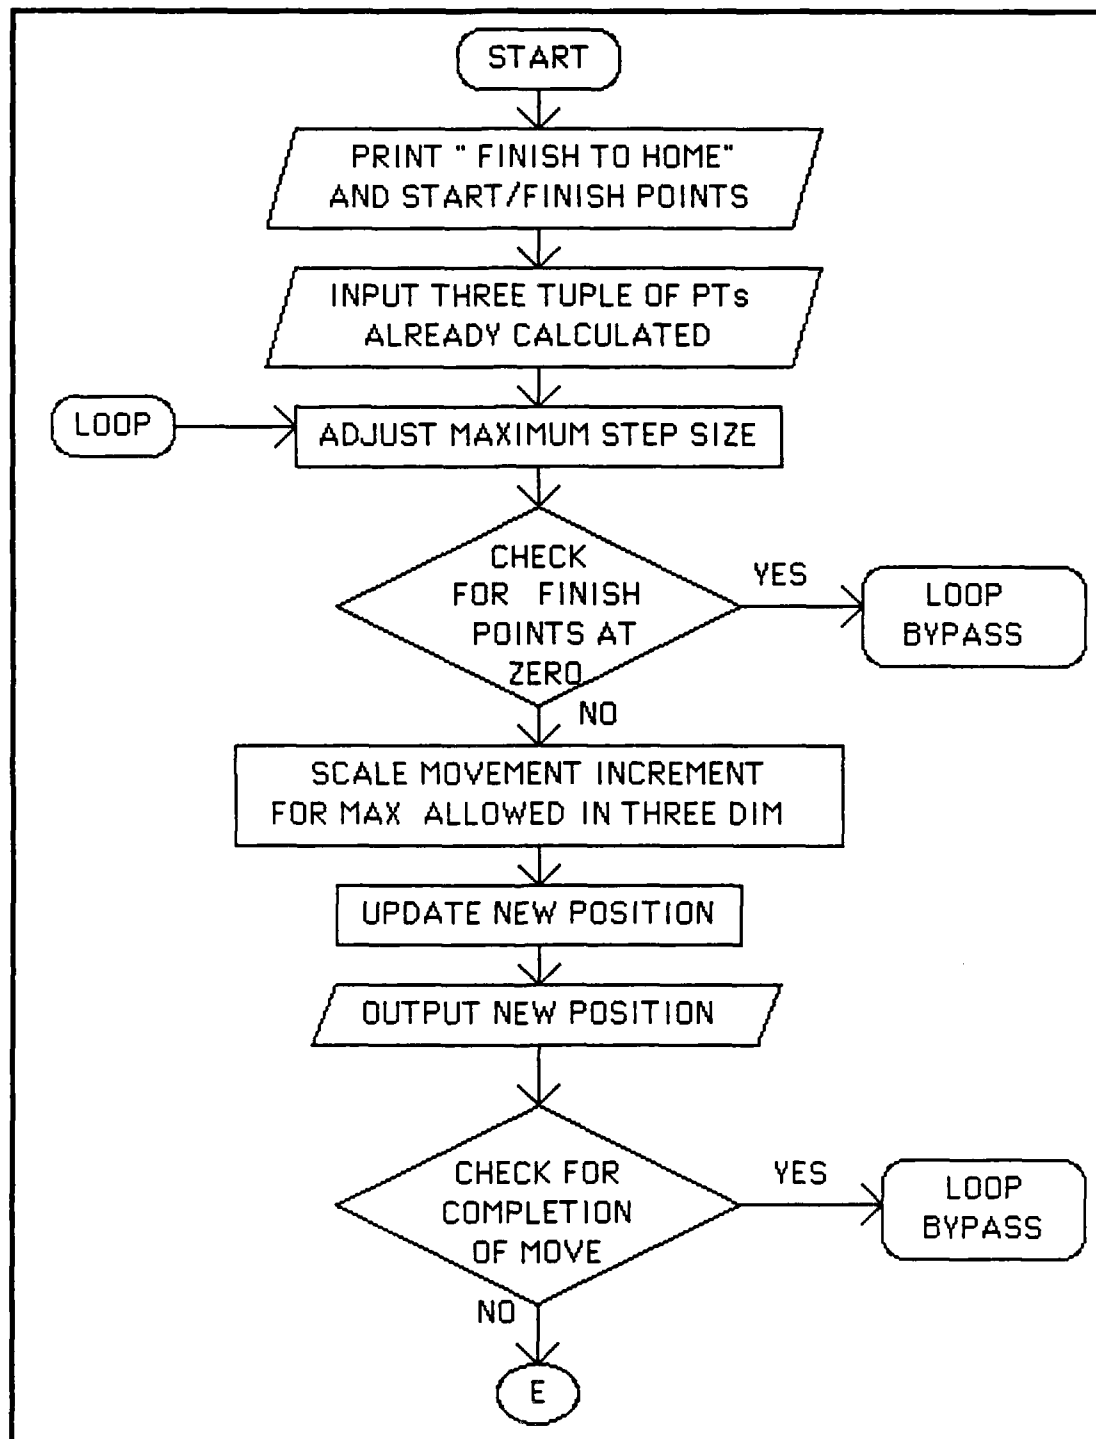 START
PRINT " FINISH TO HOME"
AND START/FINISH POINTS
INPUT THREE TUPLE OF PTs
ALREADY CALCULATED
LOOP
ADJUST MAXIMUM STEP SIZE
CHECK
FOR FINISH
POINTS AT
ZERO
YES
LOOP
BYPASS
NO
SCALE MOVEMENT INCREMENT
FOR MAX ALLOWED IN THREE DIM
UPDATE NEW POSITION
OUTPUT NEW POSITION
CHECK FOR
COMPLETION
OF MOVE
YES
LOOP
BYPASS
NO
E